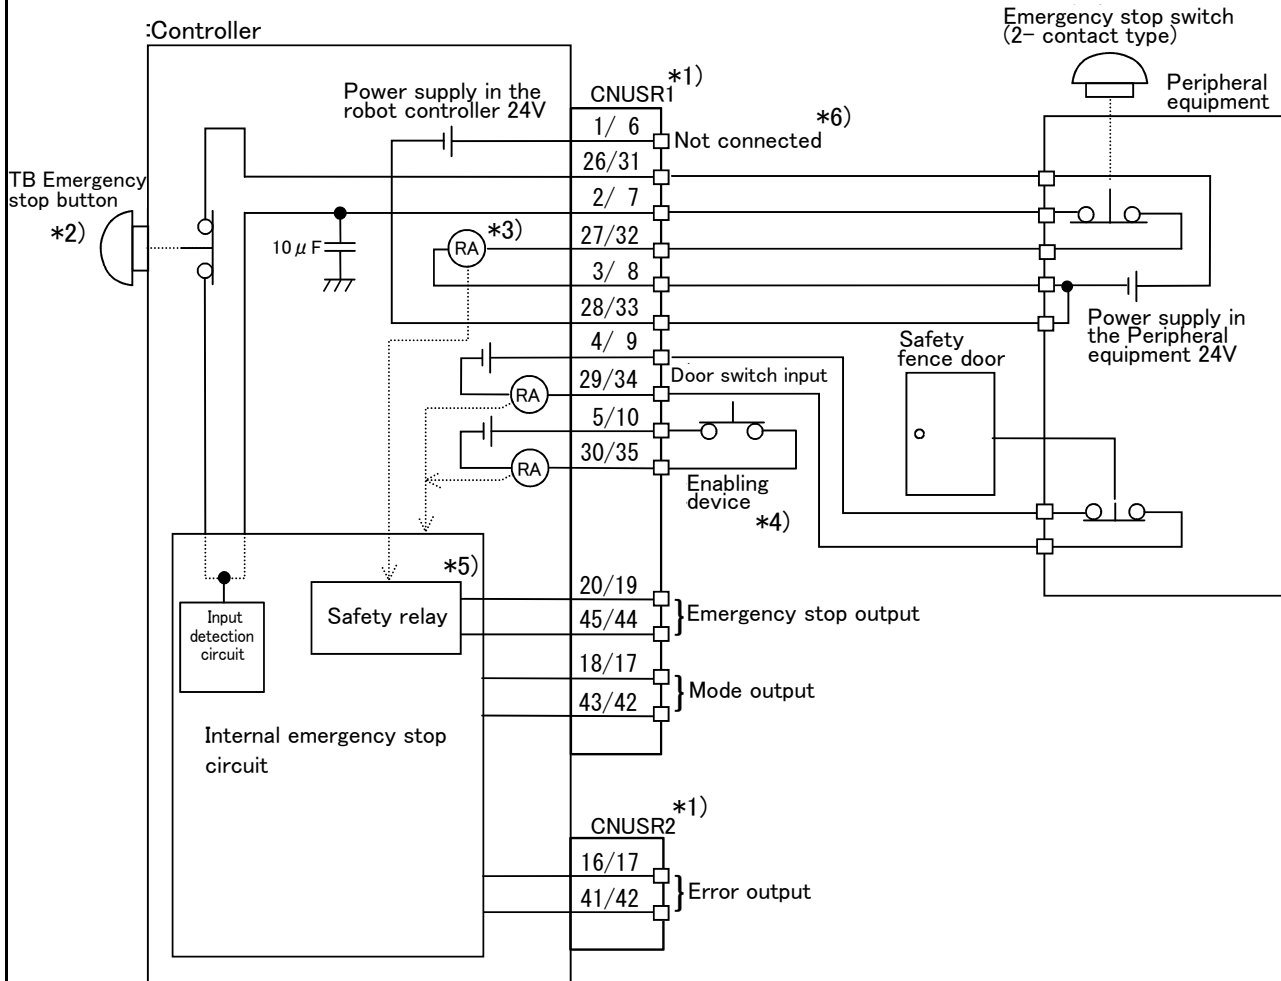 Emergency stop switch
(2- contact type)
:Controller
Peripheral
equipment
Power supply in the
robot controller 24V
CNUSR1
*1)
1/ 6
Not connected
*6)
26/31
TB Emergency
stop button
*2)
2/ 7
10μF
RA
*3)
27/32
3/ 8
28/33
Power supply in
the Peripheral
equipment 24V
4/ 9
Safety
fence door
Door switch input
29/34
RA
5/10
30/35
RA
Enabling
device
*4)
*5)
Safety relay
Input
detection
circuit
20/19
45/44
Emergency stop output
18/17
43/42
Mode output
Internal emergency stop
circuit
CNUSR2
*1)
16/17
41/42
Error output